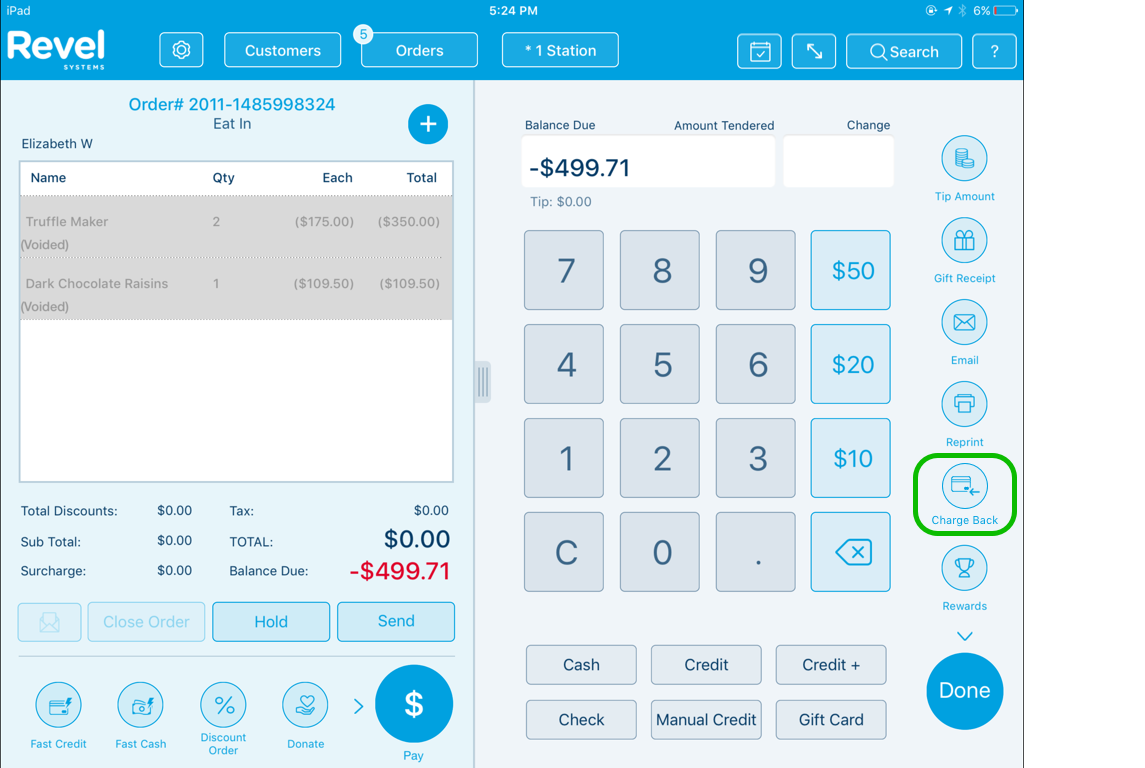 iPad
5:24 PM
6%
Revel
SYSTEMS
Customers
5
Orders
* 1 Station
Search
?
Order# 2011-1485998324
Eat In
+
Elizabeth W
Name Qty Each Total
Truffle Maker 2 ($175.00) ($350.00)
(Voided)
Dark Chocolate Raisins 1 ($109.50) ($109.50)
(Voided)
Total Discounts: $0.00 Tax: $0.00
Sub Total: $0.00 TOTAL: $0.00
Surcharge: $0.00 Balance Due: -$499.71
Close Order
Hold
Send
Fast Credit
Fast Cash
%
Discount
Order
Donate
$
Pay
Balance Due Amount Tendered Change
-$499.71
Tip: $0.00
7 8 9 $50
4 5 6 $20
1 2 3 $10
C 0 .
Cash Credit Credit +
Check Manual Credit Gift Card
Tip Amount
Gift Receipt
Email
Reprint
Charge Back
Rewards
Done